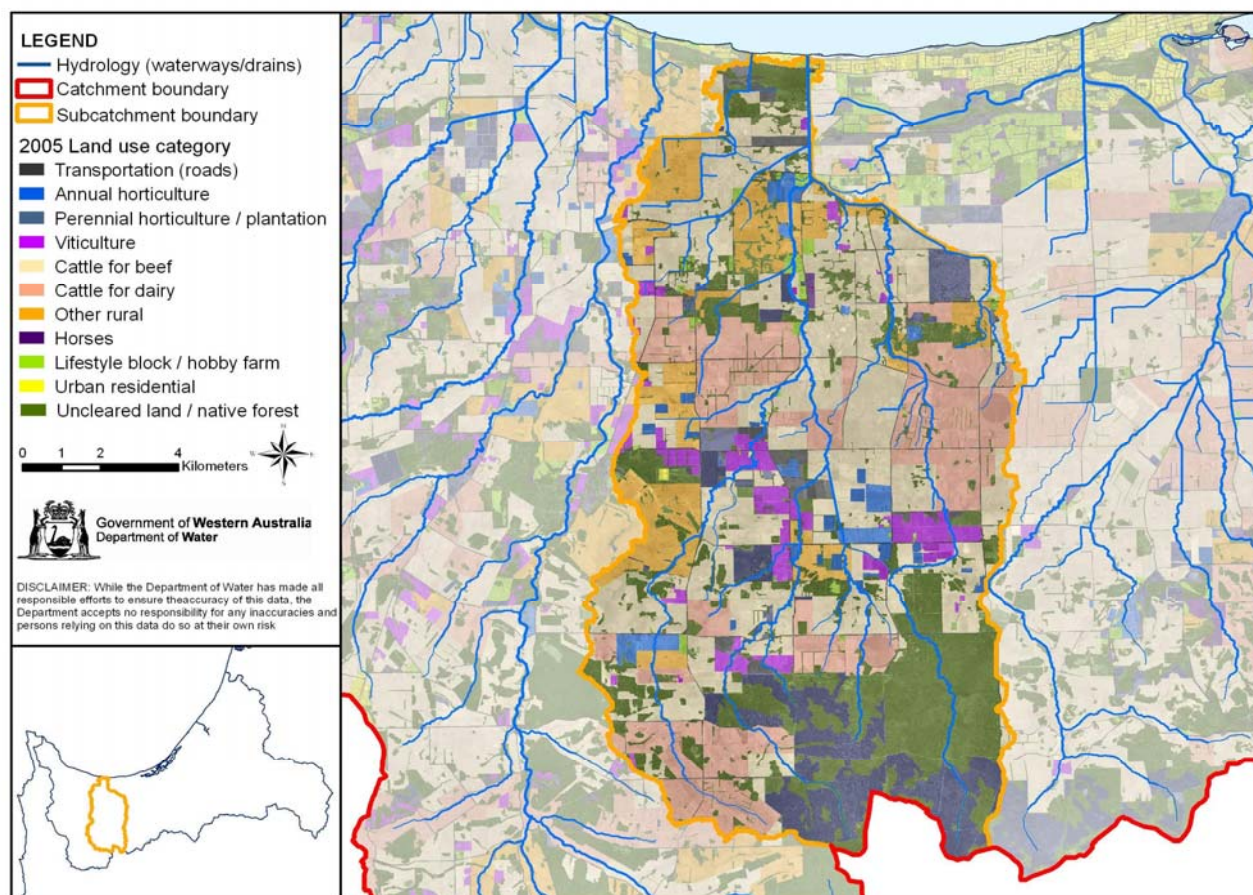 LEGEND
Hydrology (waterways/drains)
Catchment boundary
Subcatchment boundary
2005 Land use category
Transportation (roads)
Annual horticulture
Perennial horticulture / plantation
Viticulture
Cattle for beef
Cattle for dairy
Other rural
Horses
Lifestyle block / hobby farm
Urban residential
Uncleared land / native forest
0 1 2 4
Kilometers
N
W
E
S
Government of Western Australia
Department of Water
DISCLAIMER: While the Department of Water has made all
responsible efforts to ensure theaccuracy of this data, the
Department accepts no responsibility for any inaccuracies and
persons relying on this data do so at their own risk